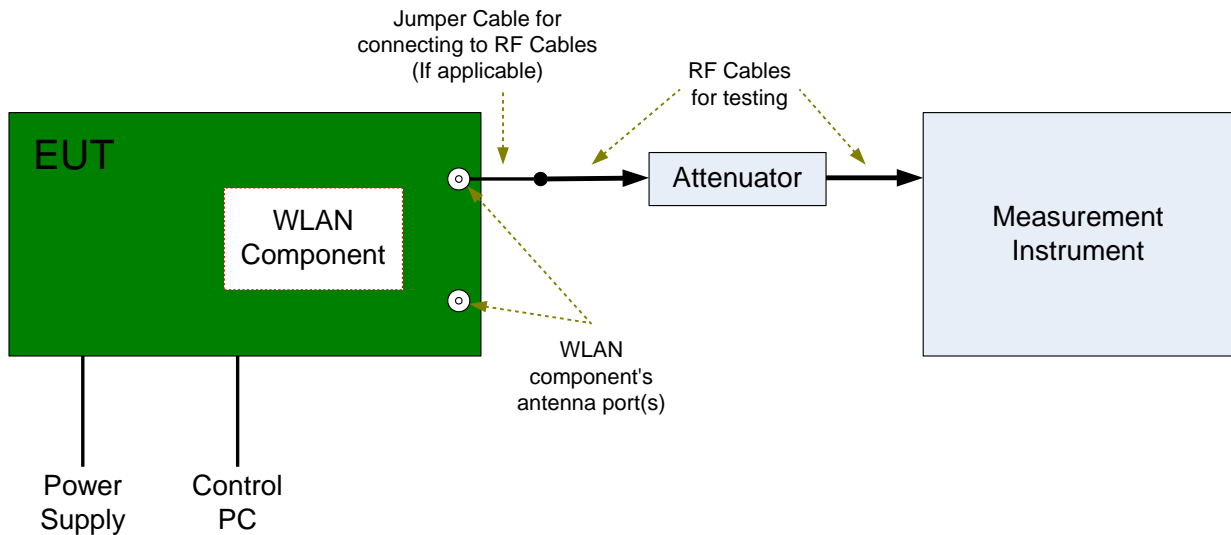 Jumper Cable for
connecting to RF Cables
(If applicable)
RF Cables
for testing
EUT
WLAN
Component
Attenuator
Measurement
Instrument
WLAN
component's
antenna port(s)
Power
Supply
Control
PC